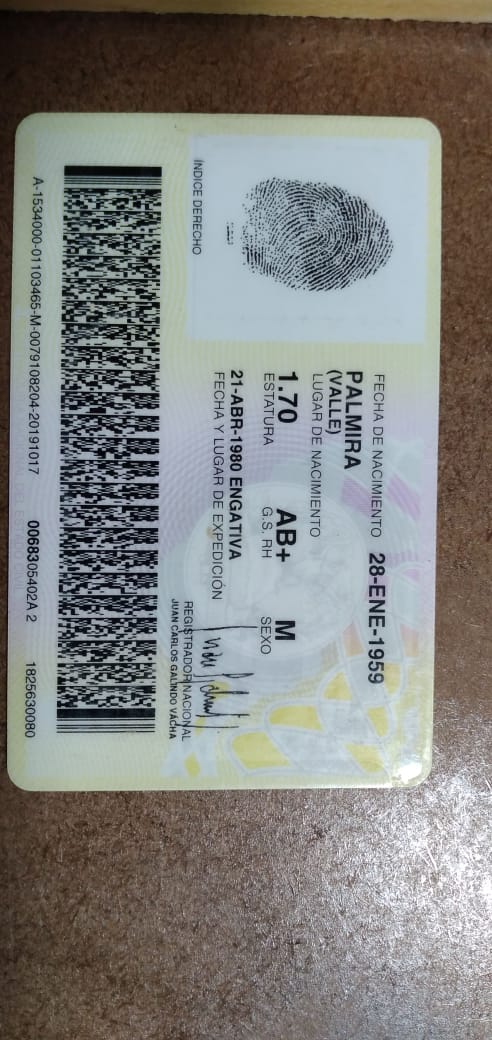 FECHA DE NACIMIENTO 28-ENE-1959
PALMIRA
(VALLE)
LUGAR DE NACIMIENTO
1.70 AB+ M
ESTATURA G.S. RH SEXO
21-ABR-1980 ENGATIVA
FECHA Y LUGAR DE EXPEDICIÓN
INDICE DERECHO
REGISTRADOR NACIONAL
JUAN CARLOS GALINDO VÁCHA
A-1534000-01103465-M-0079108204-20191017 0068305402A 2 1825630080